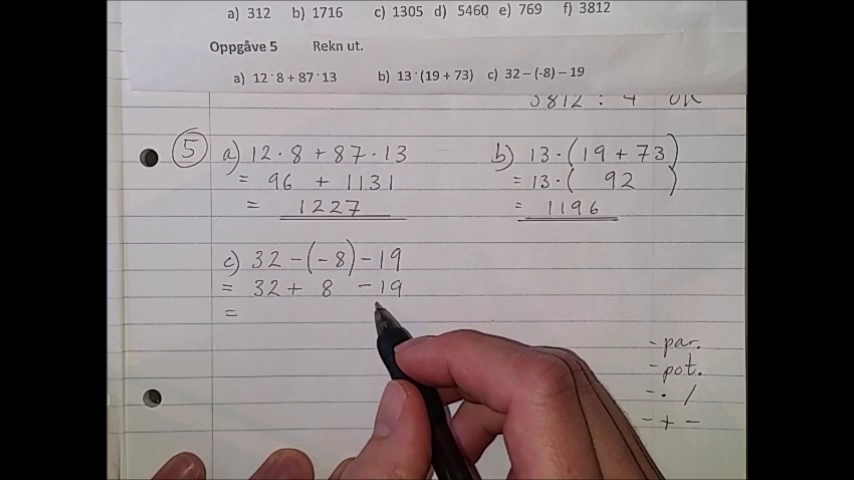 a) 312 b) 1716 c) 1305 d) 5460 e) 769 f) 3812
Oppgåve 5 Rekn ut.
a) 12·8 + 87·13 b) 13·(19 + 73) c) 32 – (-8) – 19
3812 : 4 OK
5 a) 12·8 + 87·13
= 96 + 1131
= 1227
b) 13·(19 + 73)
= 13·( 92 )
= 1196
c) 32 -(-8) -19
= 32 + 8 -19
=
- par.
- pot.
- · /
- + -